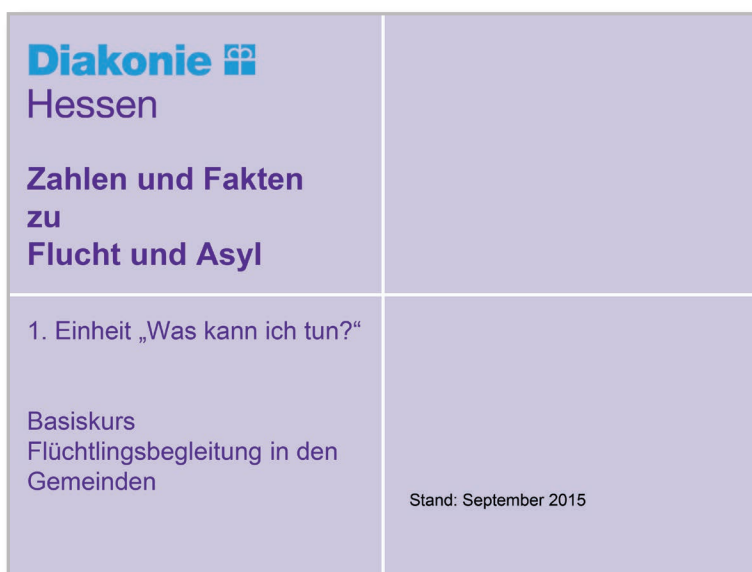 Diakonie
Hessen
Zahlen und Fakten
zu
Flucht und Asyl
1. Einheit „Was kann ich tun?“
Basiskurs
Flüchtlingsbegleitung in den
Gemeinden
Stand: September 2015